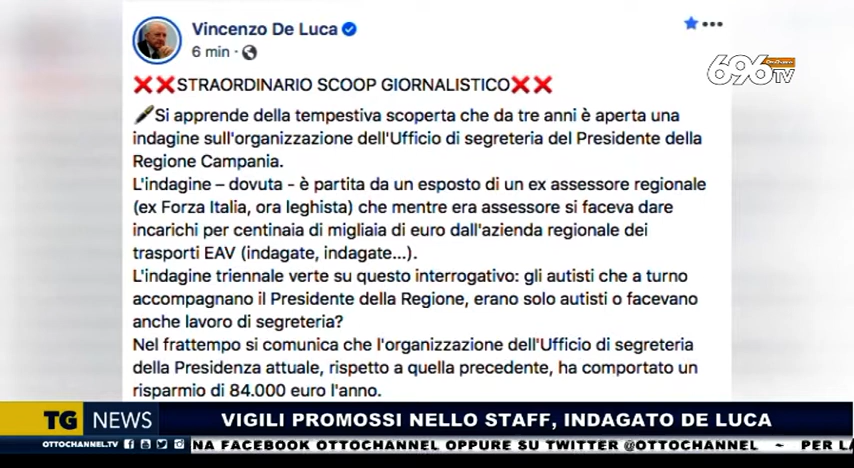 Vincenzo De Luca
6 min ·
696 TV
❌❌STRAORDINARIO SCOOP GIORNALISTICO❌❌
🖋Si apprende della tempestiva scoperta che da tre anni è aperta una
indagine sull'organizzazione dell'Ufficio di segreteria del Presidente della
Regione Campania.
L'indagine – dovuta - è partita da un esposto di un ex assessore regionale
(ex Forza Italia, ora leghista) che mentre era assessore si faceva dare
incarichi per centinaia di migliaia di euro dall'azienda regionale dei
trasporti EAV (indagate, indagate...).
L'indagine triennale verte su questo interrogativo: gli autisti che a turno
accompagnano il Presidente della Regione, erano solo autisti o facevano
anche lavoro di segreteria?
Nel frattempo si comunica che l'organizzazione dell'Ufficio di segreteria
della Presidenza attuale, rispetto a quella precedente, ha comportato un
risparmio di 84.000 euro l'anno.
TG NEWS VIGILI PROMOSSI NELLO STAFF, INDAGATO DE LUCA
OTTOCHANNEL.TV NA FACEBOOK OTTOCHANNEL OPPURE SU TWITTER @OTTOCHANNEL ~ PER LA